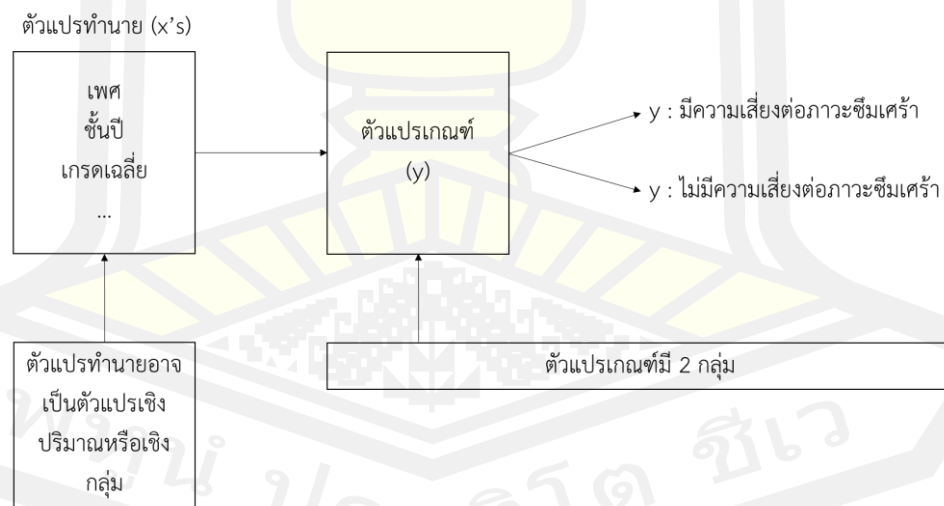 ตัวแปรทำนาย (x's)
เพศ
ชั้นปี
เกรดเฉลี่ย
...
ตัวแปรเกณฑ์
(y)
y : มีความเสี่ยงต่อภาวะซึมเศร้า
y : ไม่มีความเสี่ยงต่อภาวะซึมเศร้า
ตัวแปรทำนายอาจ
เป็นตัวแปรเชิง
ปริมาณหรือเชิง
กลุ่ม
ตัวแปรเกณฑ์มี 2 กลุ่ม